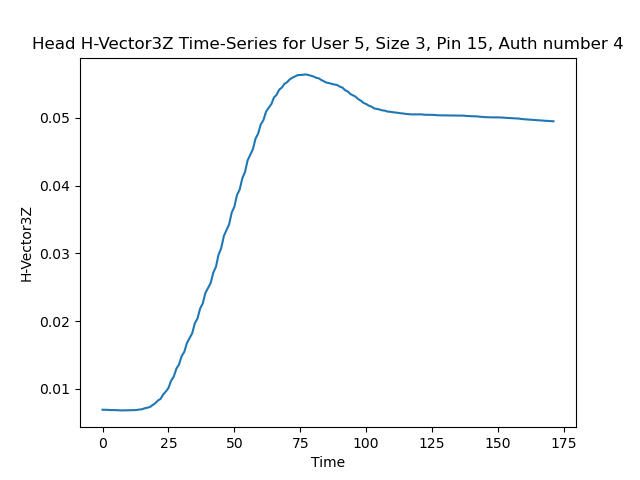 Head H-Vector3Z Time-Series for User 5, Size 3, Pin 15, Auth number 4
0.05
0.04
0.03
0.02
0.01
H-Vector3Z
0 25 50 75 100 125 150 175
Time